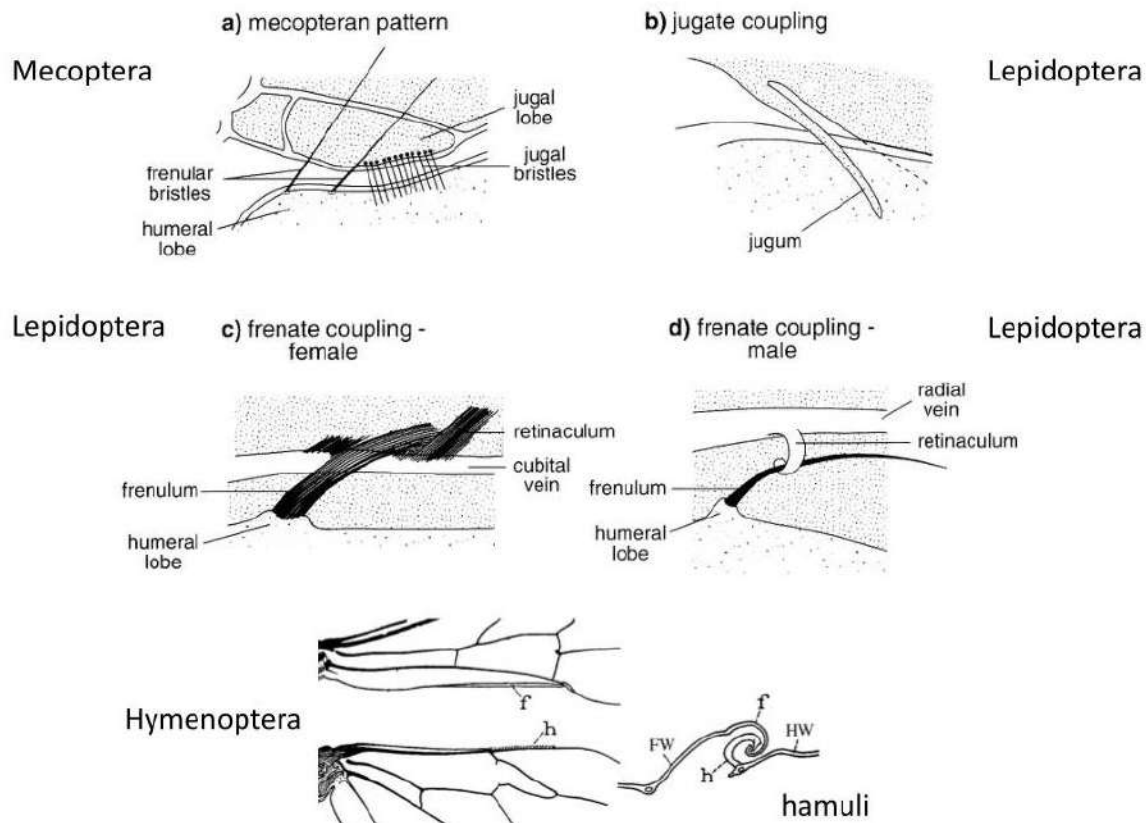 a) mecopteran pattern
Mecoptera
jugal
lobe
jugal
bristles
frenular
bristles
humeral
lobe
b) jugate coupling
Lepidoptera
jugum
Lepidoptera
c) frenate coupling -
female
retinaculum
cubital
vein
frenulum
humeral
lobe
d) frenate coupling -
male
Lepidoptera
radial
vein
retinaculum
frenulum
humeral
lobe
Hymenoptera
f
h
f
FW
HW
h
hamuli